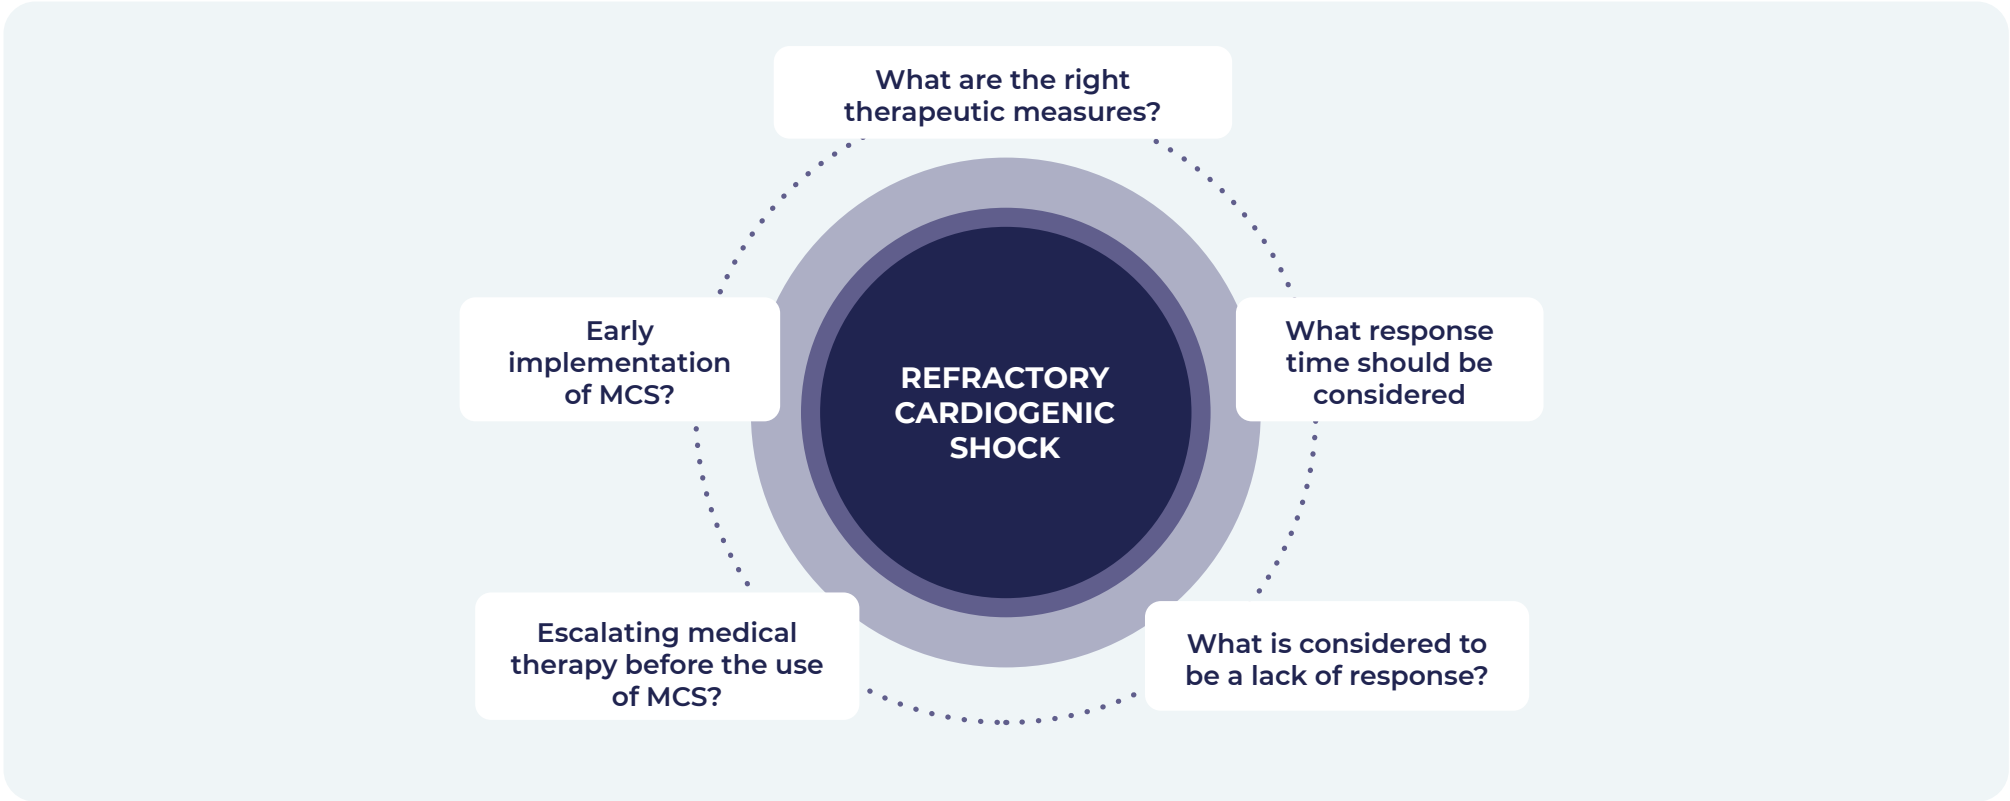 What are the right
therapeutic measures?
Early
implementation
of MCS?
What response
time should be
considered
REFRACTORY
CARDIOGENIC
SHOCK
Escalating medical
therapy before the use
of MCS?
What is considered to
be a lack of response?